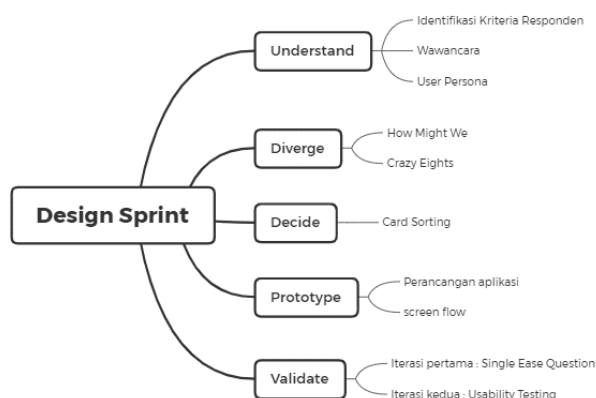 Design Sprint
Understand
Identifikasi Kriteria Responden
Wawancara
User Persona
Diverge
How Might We
Crazy Eights
Decide
Card Sorting
Prototype
Perancangan aplikasi
screen flow
Validate
Iterasi pertama : Single Ease Question
Iterasi kedua : Usability Testing